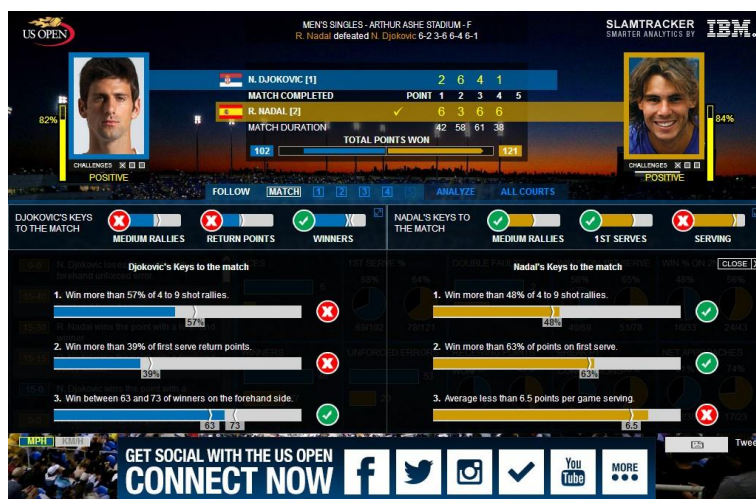 US OPEN
MEN'S SINGLES - ARTHUR ASHE STADIUM - F
R. Nadal defeated N. Djokovic 6-2 3-6 6-4 6-1
SLAMTRACKER
SMARTER ANALYTICS BY
IBM
N. DJOKOVIC [1] 2 6 4 1
MATCH COMPLETED POINT 1 2 3 4 5
R. NADAL [2] 6 3 6 6
MATCH DURATION 42 58 61 38
TOTAL POINTS WON
102 121
82%
84%
CHALLENGES
POSITIVE
CHALLENGES
POSITIVE
FOLLOW MATCH 1 2 3 4 ANALYZE ALL COURTS
DJOKOVIC'S KEYS
TO THE MATCH
MEDIUM RALLIES RETURN POINTS WINNERS
NADAL'S KEYS TO
THE MATCH
MEDIUM RALLIES 1ST SERVES SERVING
Djokovic's Keys to the match
1. Win more than 57% of 4 to 9 shot rallies.
57%
2. Win more than 39% of first serve return points.
39%
3. Win between 63 and 73 of winners on the forehand side.
63 73
Nadal's Keys to the match
CLOSE
1. Win more than 48% of 4 to 9 shot rallies.
48%
2. Win more than 63% of points on first serve.
63%
3. Average less than 6.5 points per game serving.
6.5
MPH KM/H
GET SOCIAL WITH THE US OPEN
CONNECT NOW
You
Tube
MORE
Twee